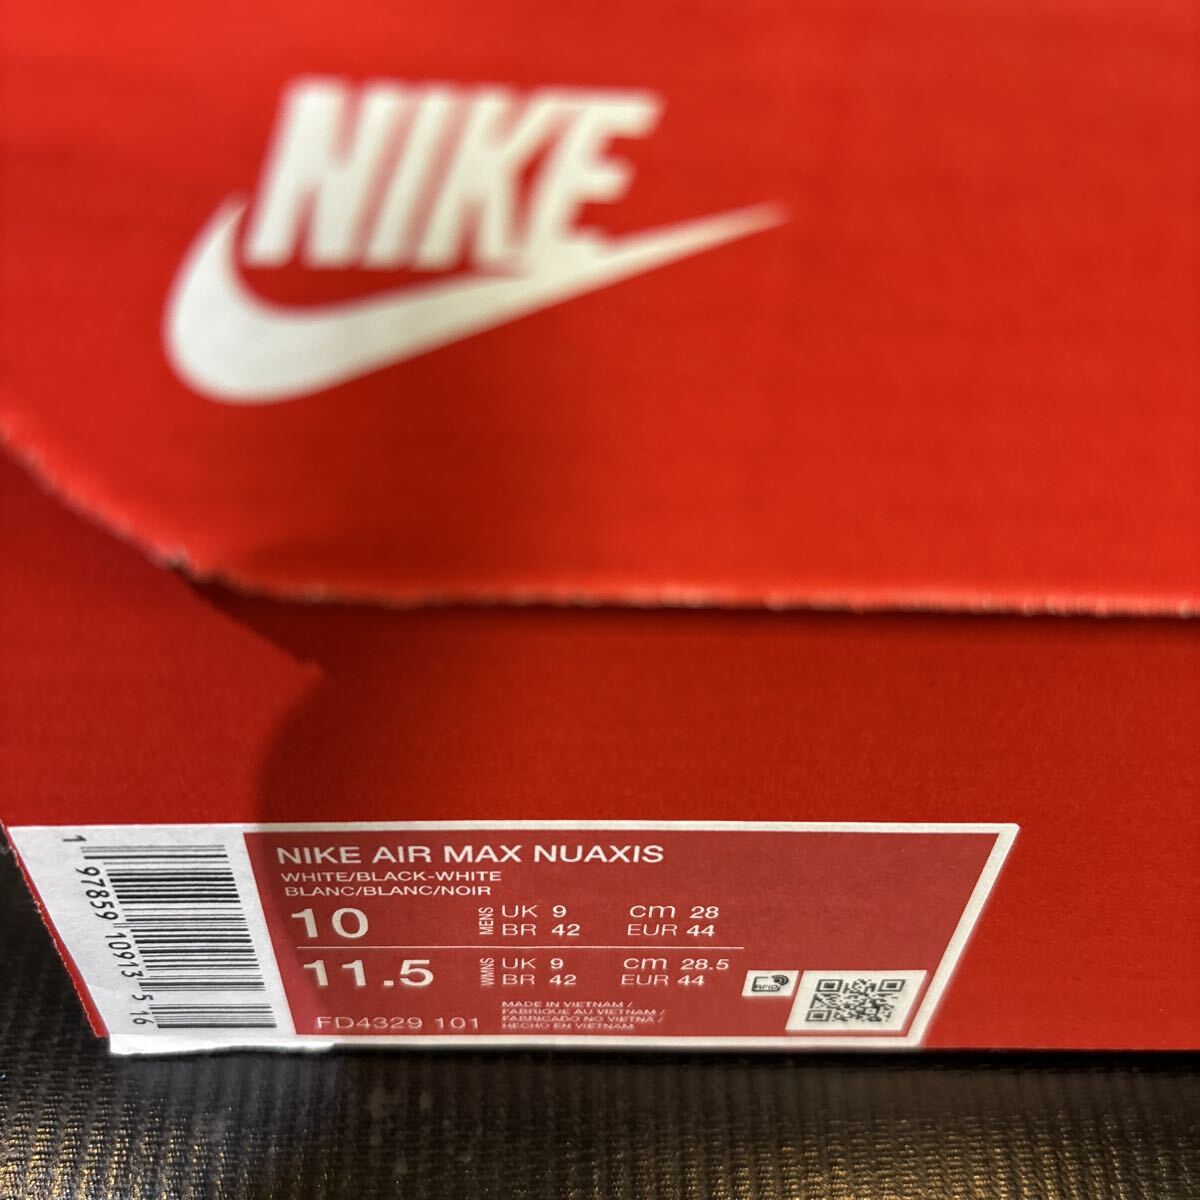 NIKE
NIKE AIR MAX NUAXIS
WHITE/BLACK-WHITE
BLANC/BLANC/NOIR
10 MENS UK 9 cm 28
BR 42 EUR 44
11.5 WMNS UK 9 cm 28.5
BR 42 EUR 44
RFID
MADE IN VIETNAM /
FABRIQUE AU VIETNAM /
FABRICADO NO VIETNA /
HECHO EN VIETNAM
FD4329 101
1 97859 10913 5 16